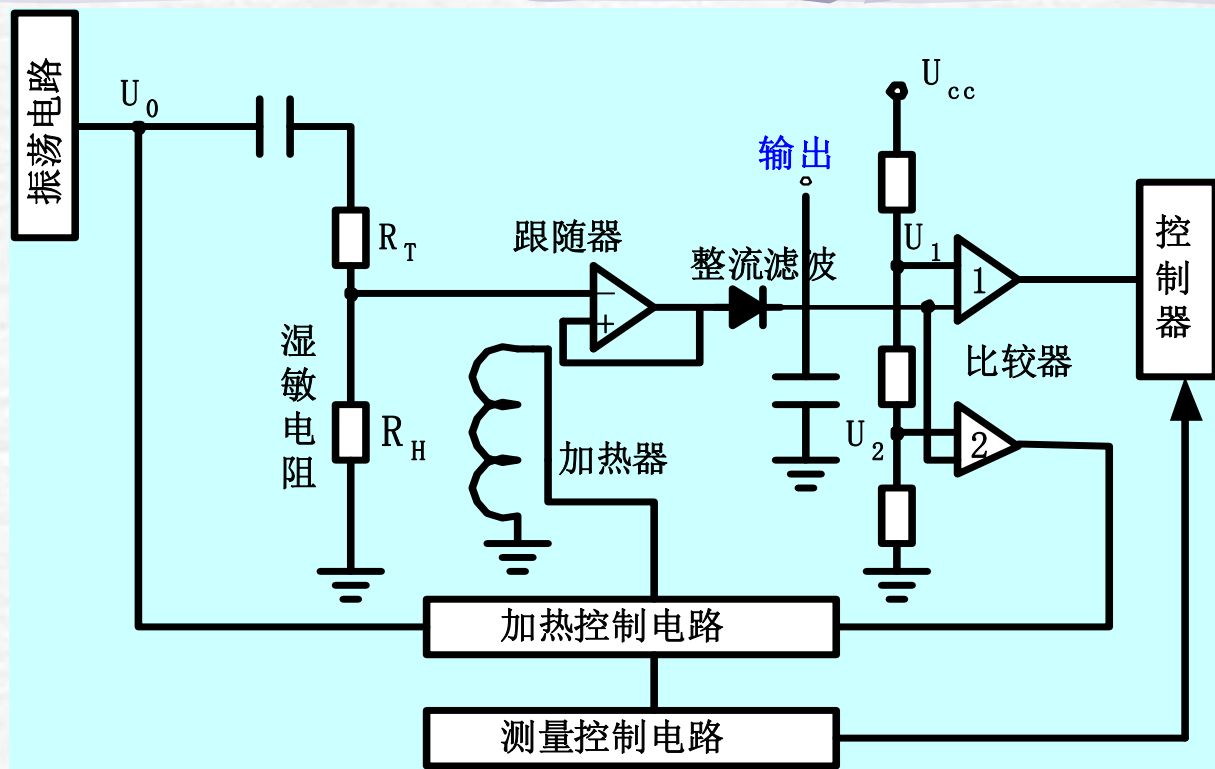 振荡电路
U0
Ucc
输出
RT
跟随器
整流滤波
U1
1
控制器
−
+
湿敏电阻
RH
加热器
比较器
U2
2
加热控制电路
测量控制电路